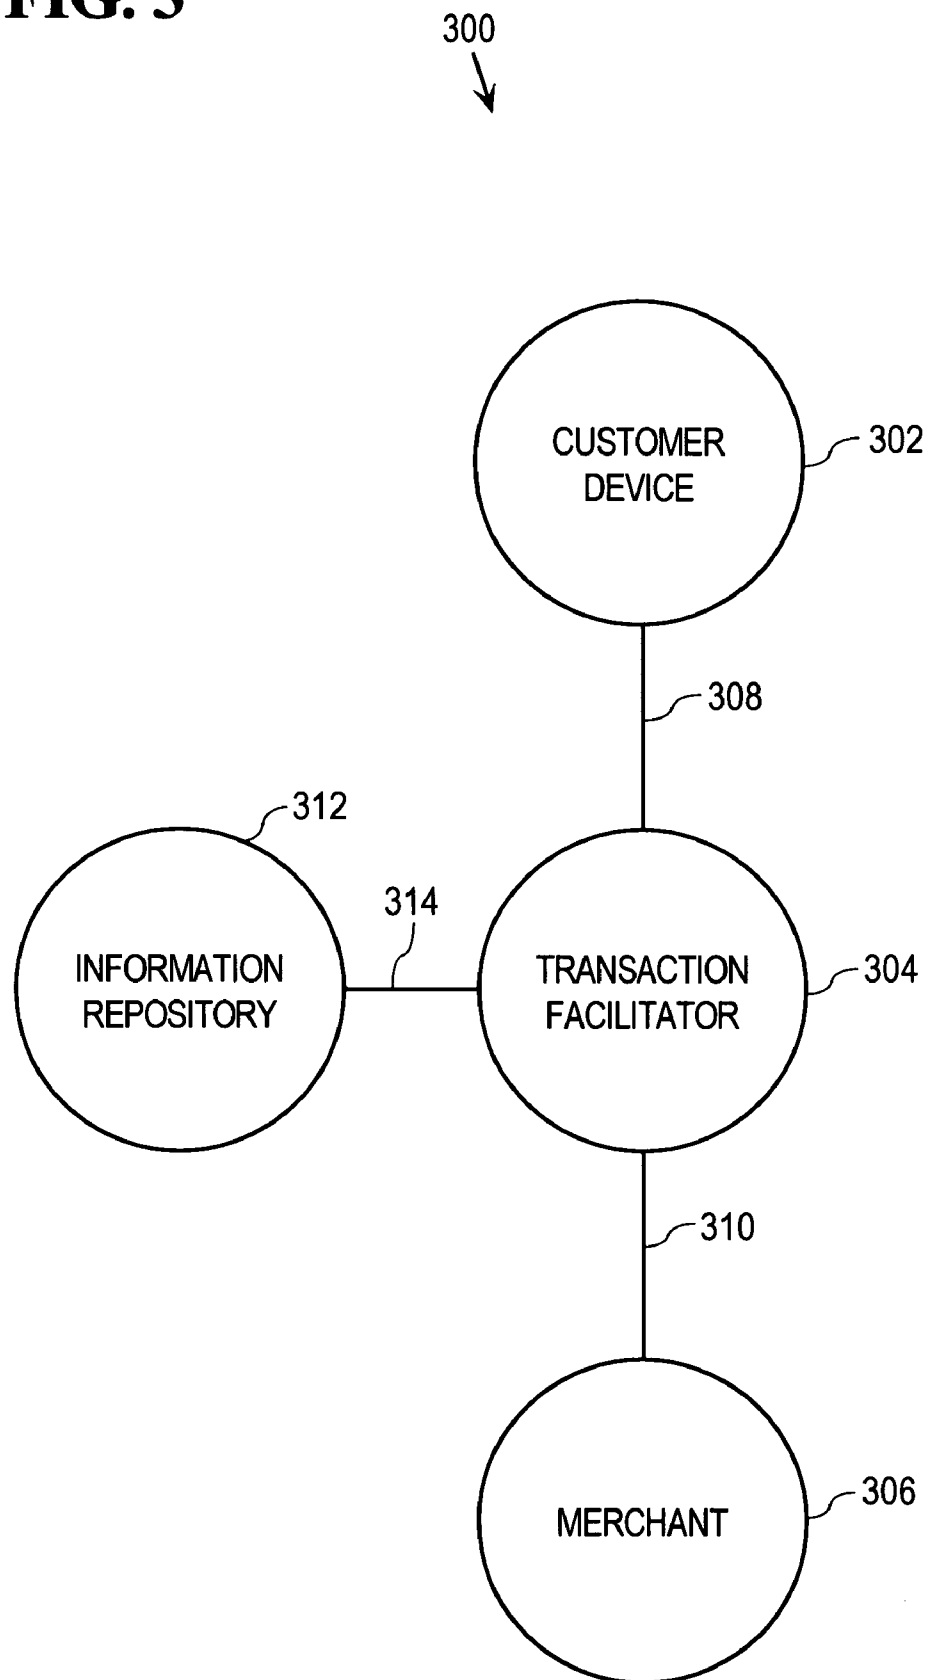 FIG. 3
300
CUSTOMER
DEVICE
302
308
312
314
INFORMATION
REPOSITORY
TRANSACTION
FACILITATOR
304
310
MERCHANT
306